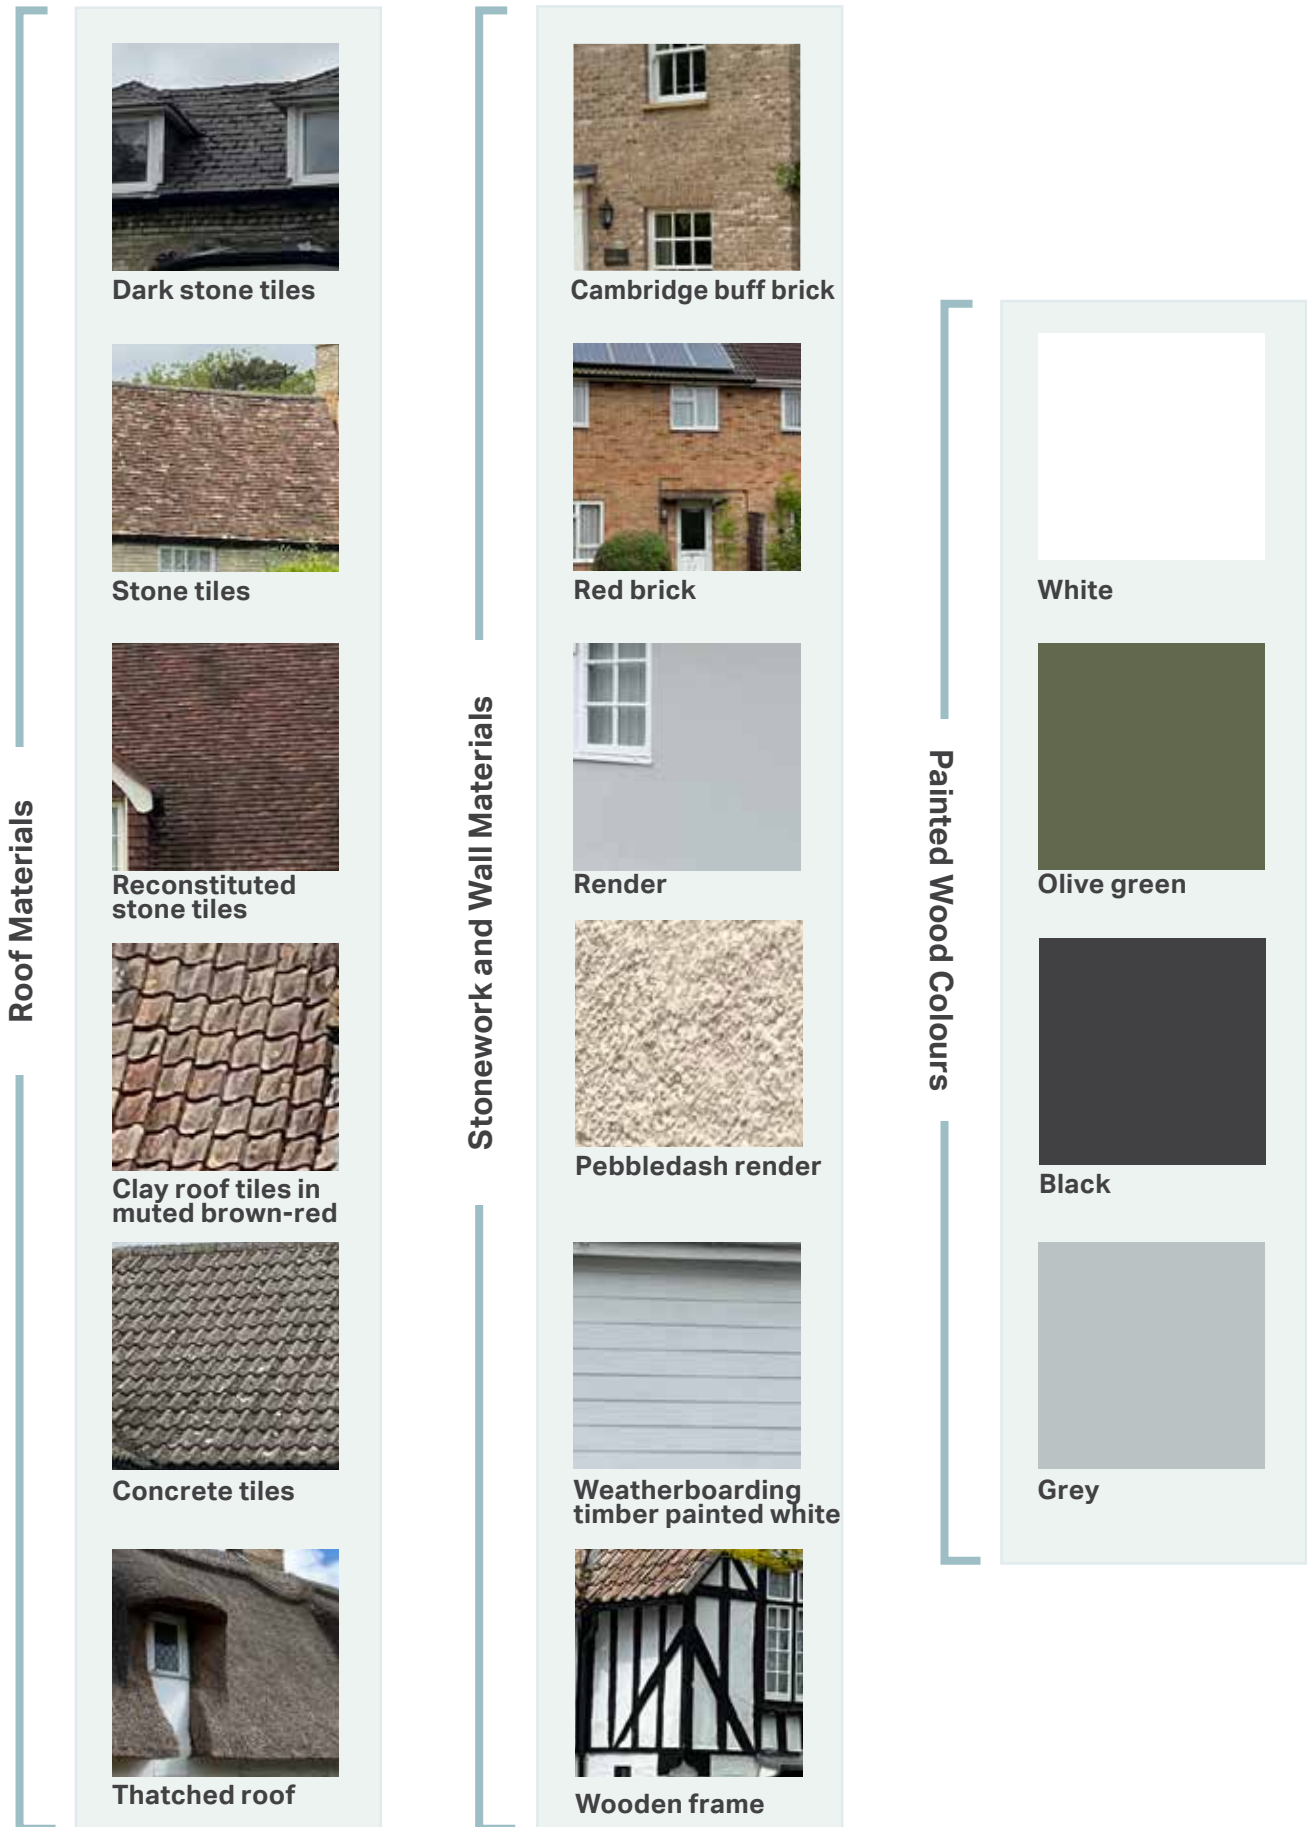 Roof Materials
Dark stone tiles
Stone tiles
Reconstituted
stone tiles
Clay roof tiles in
muted brown-red
Concrete tiles
Thatched roof
Stonework and Wall Materials
Cambridge buff brick
Red brick
Render
Pebbledash render
Weatherboarding
timber painted white
Wooden frame
Painted Wood Colours
White
Olive green
Black
Grey